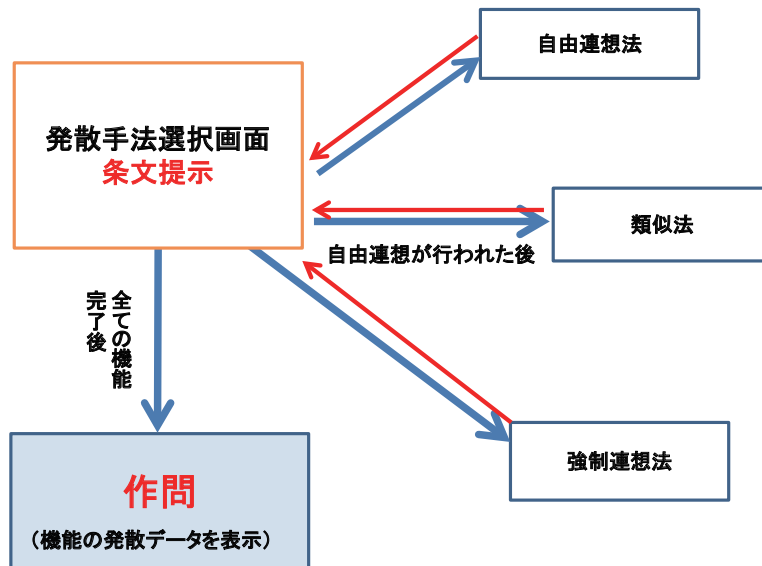 自由連想法
発散手法選択画面
条文提示
類似法
自由連想が行われた後
全ての機能
完了後
強制連想法
作問
（機能の発散データを表示）